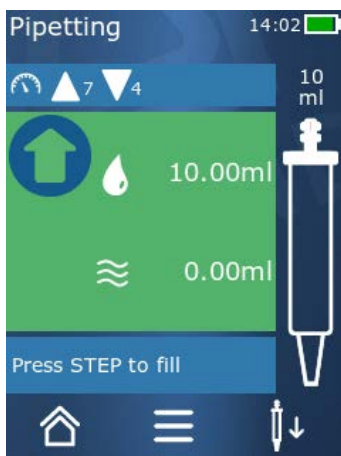 Pipetting 14:02
7 4
10
ml
10.00ml
0.00ml
Press STEP to fill